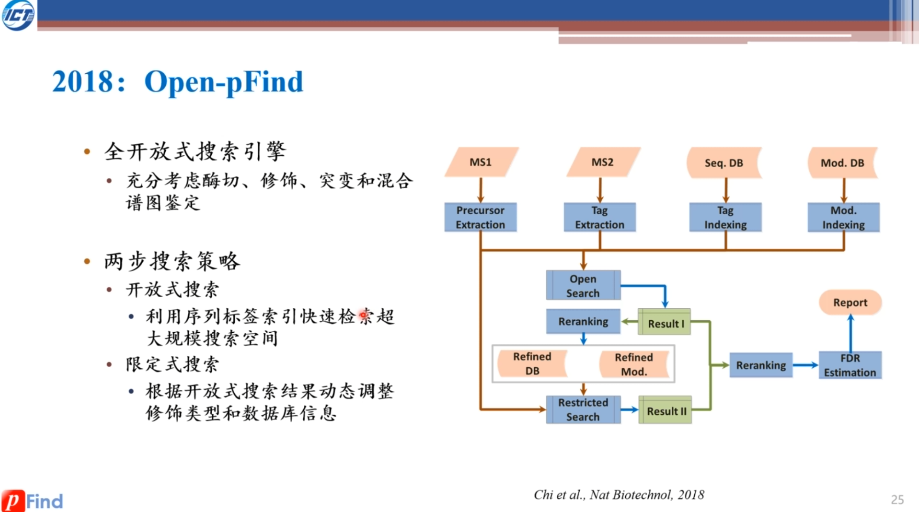 ICT
2018：Open-pFind
• 全开放式搜索引擎
• 充分考虑酶切、修饰、突变和混合
谱图鉴定
• 两步搜索策略
• 开放式搜索
• 利用序列标签索引快速检索超
大规模搜索空间
• 限定式搜索
• 根据开放式搜索结果动态调整
修饰类型和数据库信息
MS1
MS2
Seq. DB
Mod. DB
Precursor
Extraction
Tag
Extraction
Tag
Indexing
Mod.
Indexing
Open
Search
Reranking
Result I
Refined
DB
Refined
Mod.
Restricted
Search
Result II
Reranking
FDR
Estimation
Report
Chi et al., Nat Biotechnol, 2018
pFind
25